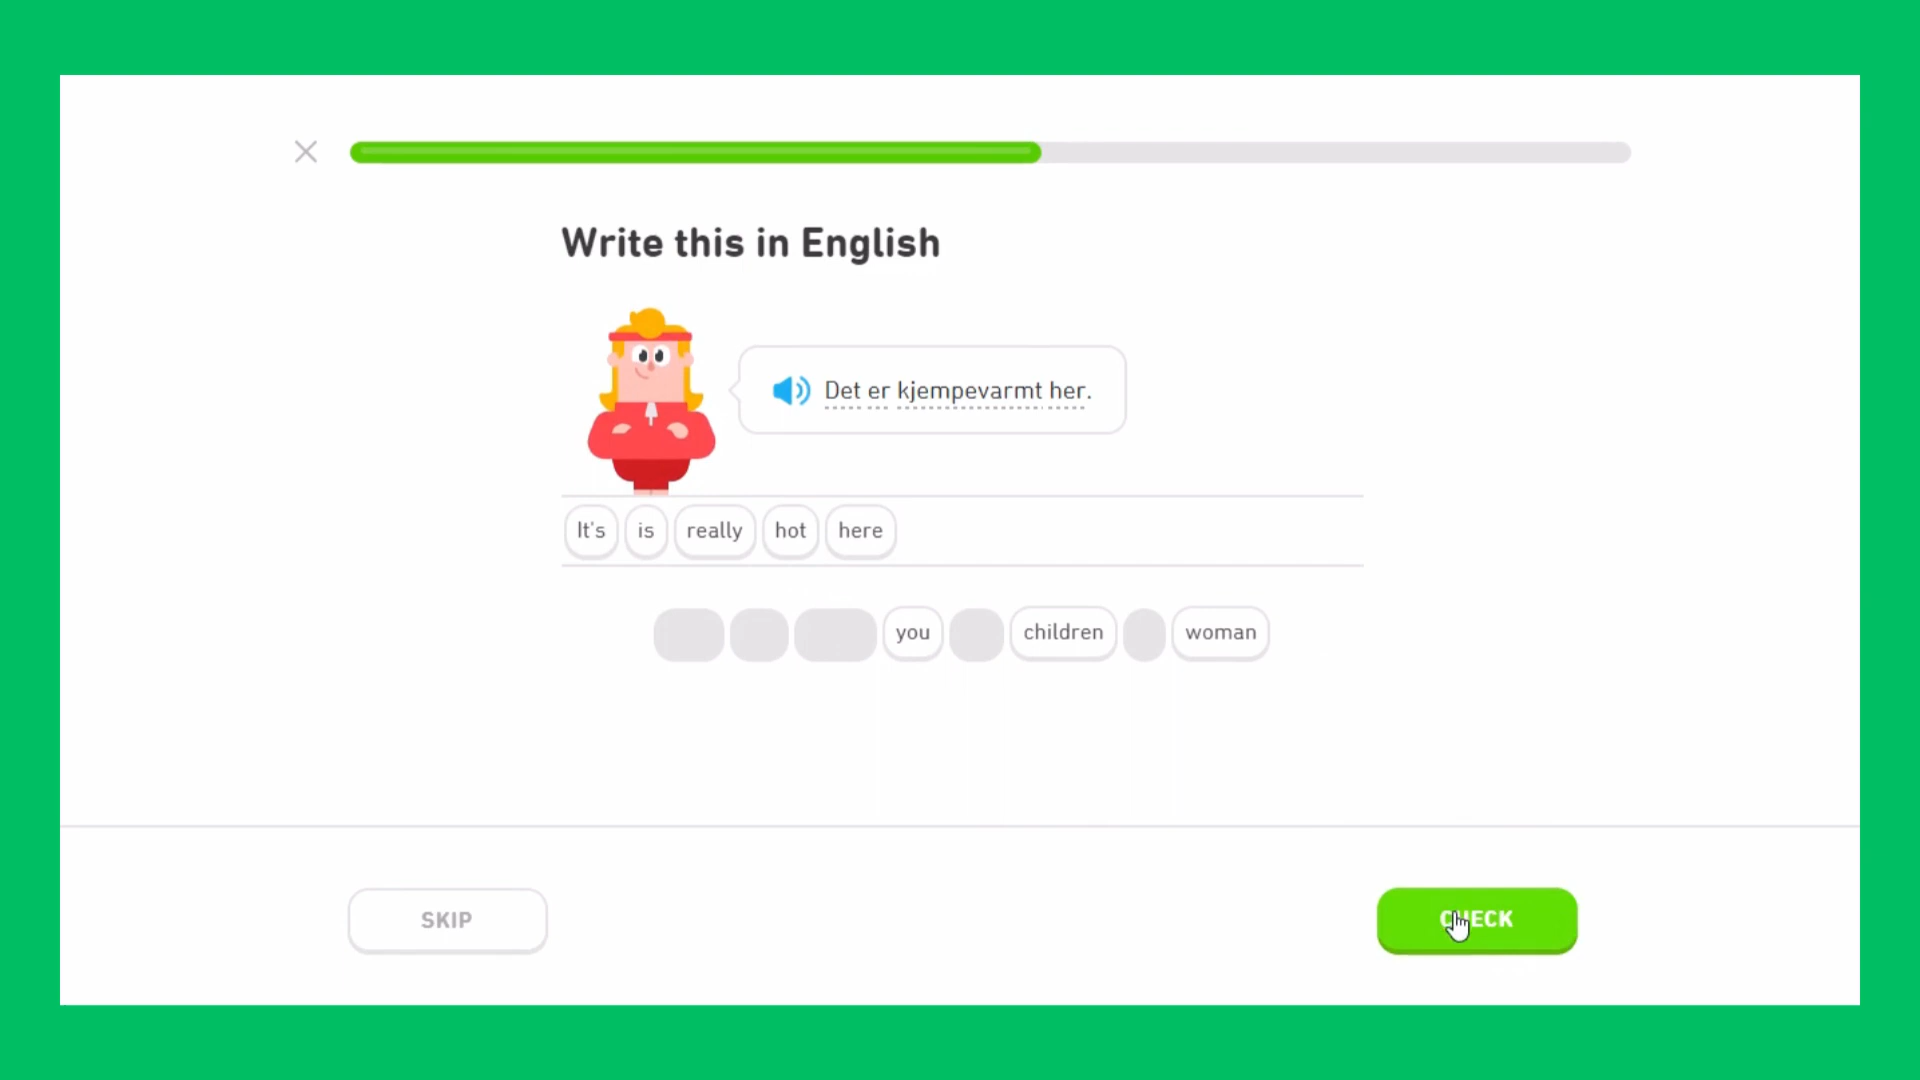 Write this in English
Det er kjempevarmt her.
It's is really hot here
you children woman
SKIP CHECK